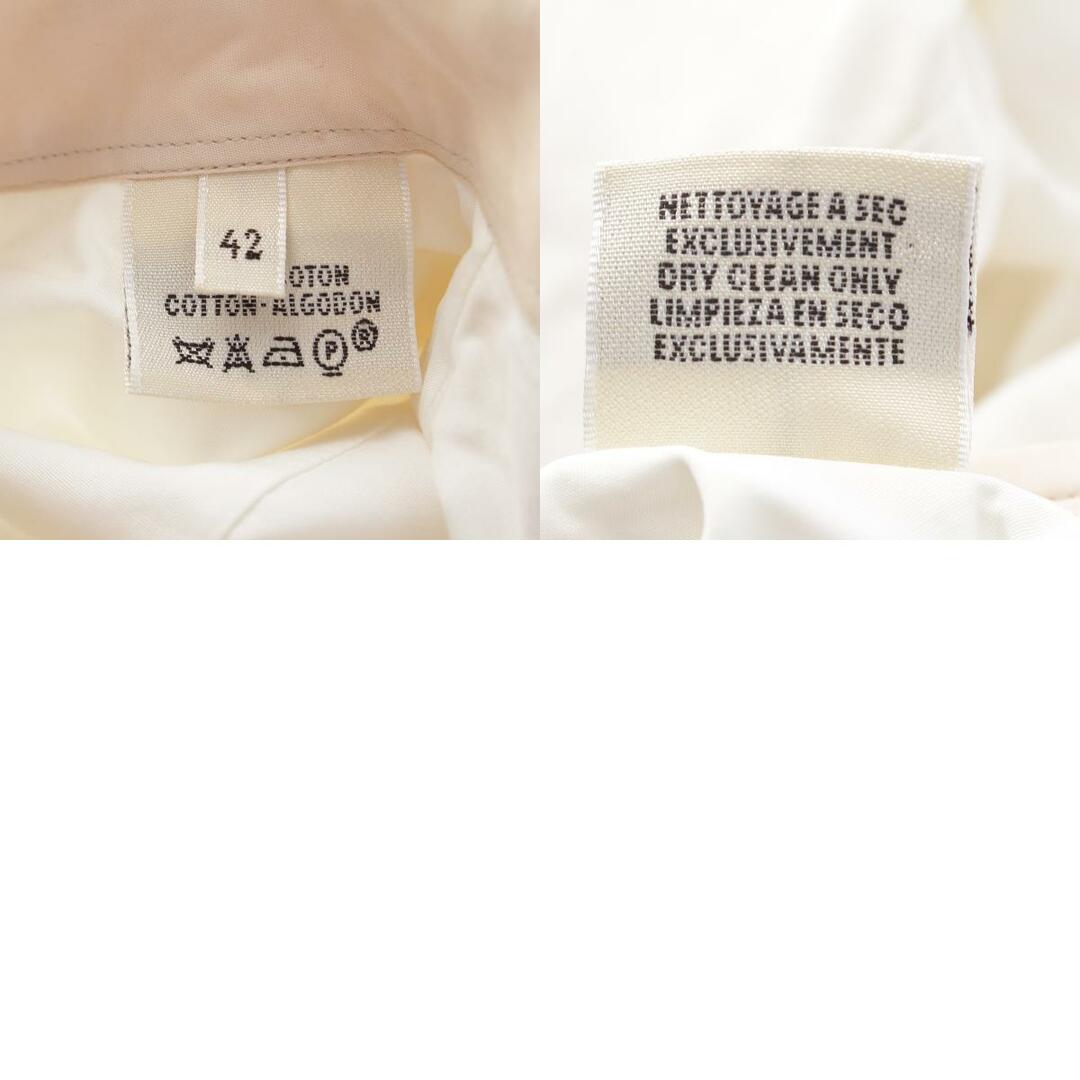 42
OTON
COTTON-ALGODON
P ®
NETTOYAGE A SEC
EXCLUSIVEMENT
DRY CLEAN ONLY
LIMPIEZA EN SECO
EXCLUSIVAMENTE